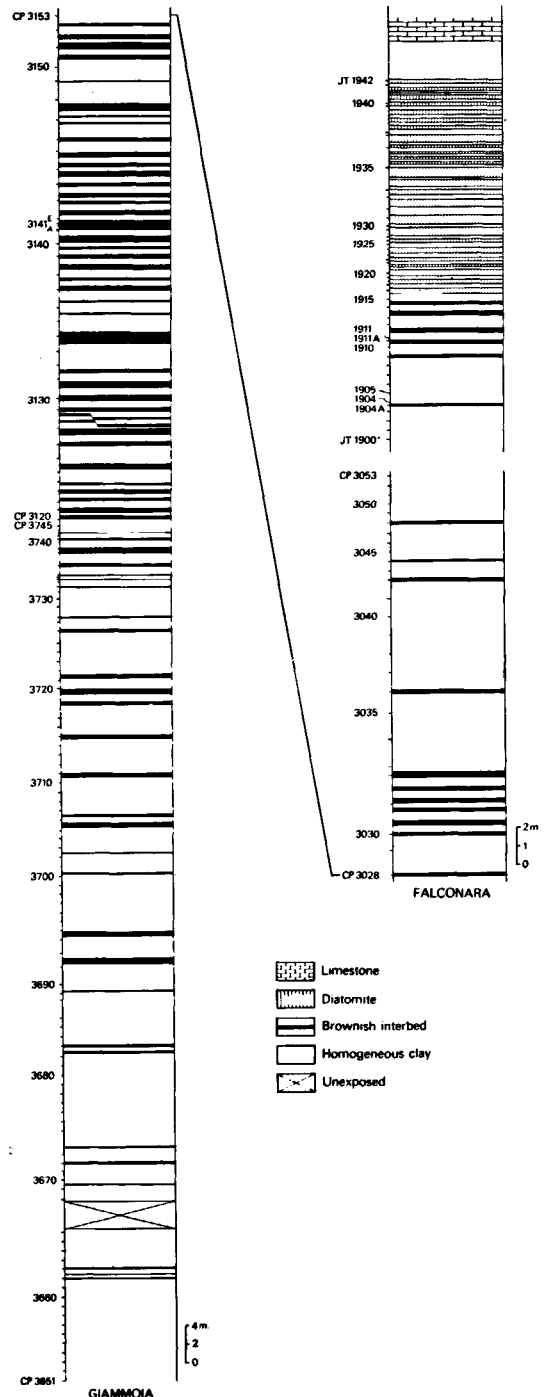 CP 3153
3150
3141 E A
3140
3130
CP 3120
CP 3745
3740
3730
3720
3710
3700
3690
3680
3670
3660
CP 3651
4 m.
2
0
GIAMMOIA
JT 1942
1940
1935
1930
1925
1920
1915
1911
1911A
1910
1905
1904
1904 A
JT 1900
CP 3053
3050
3045
3040
3035
3030
CP 3028
2 m
1
0
FALCONARA
Limestone
Diatomite
Brownish interbed
Homogeneous clay
Unexposed